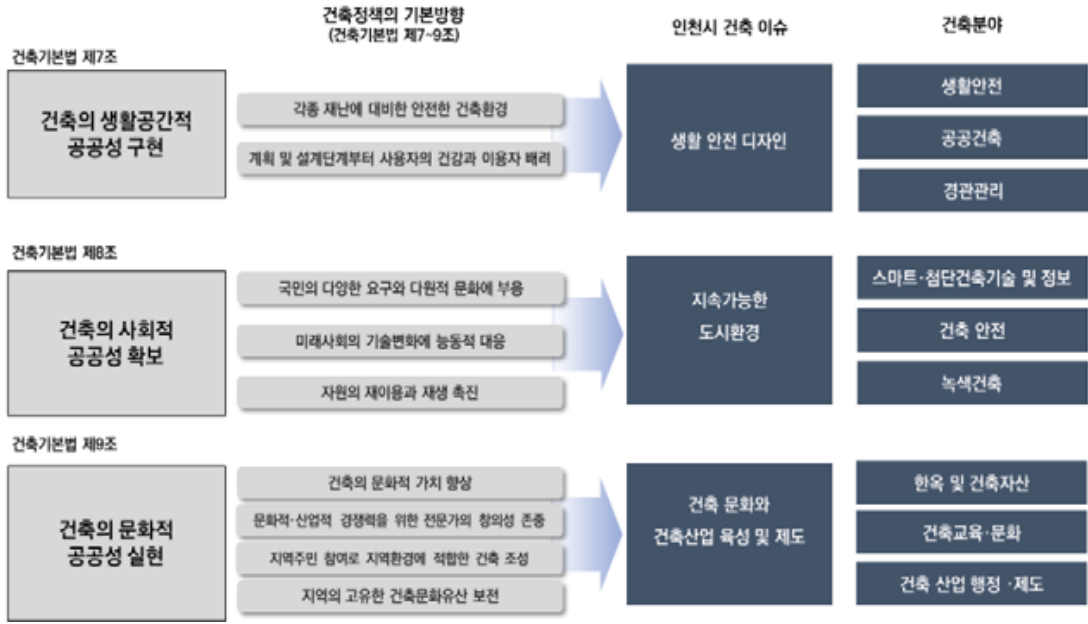 건축정책의 기본방향
(건축기본법 제7~9조)
인천시 건축 이슈
건축분야
건축기본법 제7조
건축의 생활공간적
공공성 구현
각종 재난에 대비한 안전한 건축환경
계획 및 설계단계부터 사용자의 건강과 이용자 배려
생활 안전 디자인
생활안전
공공건축
경관관리
건축기본법 제8조
건축의 사회적
공공성 확보
국민의 다양한 요구와 다원적 문화에 부응
미래사회의 기술변화에 능동적 대응
자원의 재이용과 재생 촉진
지속가능한
도시환경
스마트·첨단건축기술 및 정보
건축 안전
녹색건축
건축기본법 제9조
건축의 문화적
공공성 실현
건축의 문화적 가치 향상
문화적·산업적 경쟁력을 위한 전문가의 창의성 존중
지역주민 참여로 지역환경에 적합한 건축 조성
지역의 고유한 건축문화유산 보전
건축 문화와
건축산업 육성 및 제도
한옥 및 건축자산
건축교육·문화
건축 산업 행정 ·제도